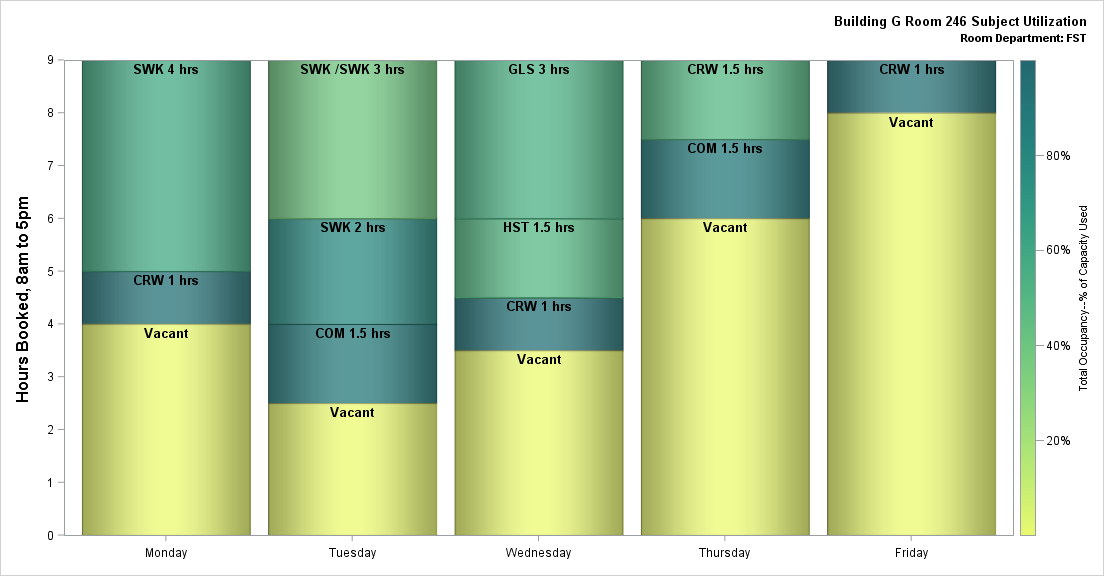 Building G Room 246 Subject Utilization
Room Department: FST
Hours Booked, 8am to 5pm
9
8
7
6
5
4
3
2
1
0
SWK 4 hrs
CRW 1 hrs
Vacant
SWK /SWK 3 hrs
SWK 2 hrs
COM 1.5 hrs
Vacant
GLS 3 hrs
HST 1.5 hrs
CRW 1 hrs
Vacant
CRW 1.5 hrs
COM 1.5 hrs
Vacant
CRW 1 hrs
Vacant
Monday
Tuesday
Wednesday
Thursday
Friday
80%
60%
40%
20%
Total Occupancy--% of Capacity Used